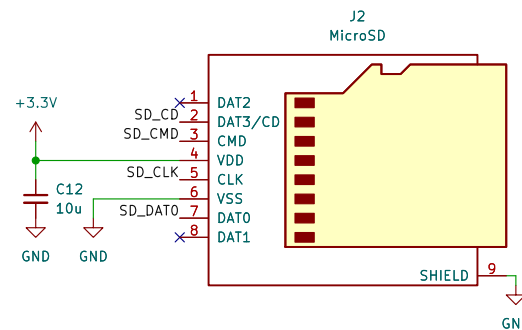 J2
MicroSD
+3.3V
1 DAT2
SD_CD 2 DAT3/CD
SD_CMD 3 CMD
4 VDD
SD_CLK 5 CLK
C12
10u
6 VSS
SD_DAT0 7 DAT0
8 DAT1
GND
GND
SHIELD 9
GN